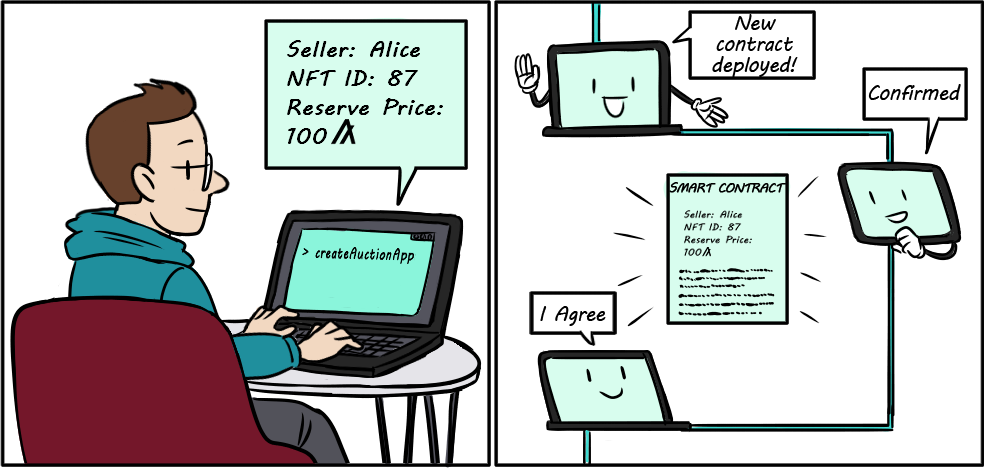 Seller: Alice
NFT ID: 87
Reserve Price:
100
> createAuctionApp
New
contract
deployed!
Confirmed
SMART CONTRACT
Seller: Alice
NFT ID: 87
Reserve Price:
100
I Agree